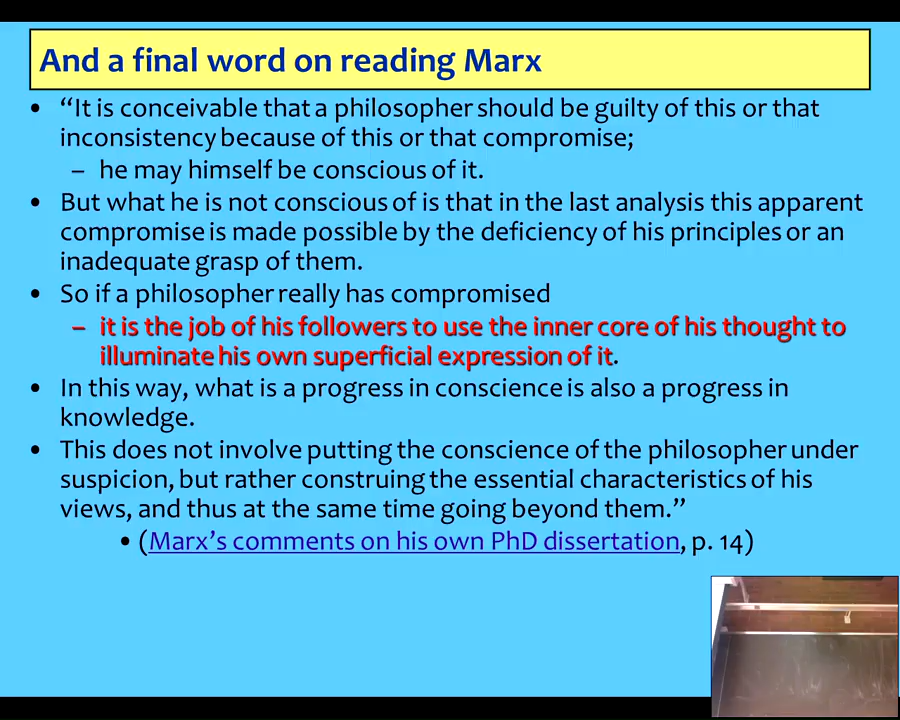 And a final word on reading Marx
• “It is conceivable that a philosopher should be guilty of this or that
inconsistency because of this or that compromise;
– he may himself be conscious of it.
• But what he is not conscious of is that in the last analysis this apparent
compromise is made possible by the deficiency of his principles or an
inadequate grasp of them.
• So if a philosopher really has compromised
– it is the job of his followers to use the inner core of his thought to
illuminate his own superficial expression of it.
• In this way, what is a progress in conscience is also a progress in
knowledge.
• This does not involve putting the conscience of the philosopher under
suspicion, but rather construing the essential characteristics of his
views, and thus at the same time going beyond them.”
• (Marx’s comments on his own PhD dissertation, p. 14)